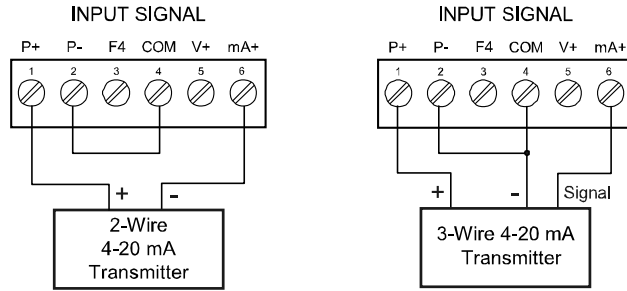 INPUT SIGNAL
P+ P- F4 COM V+ mA+
1 2 3 4 5 6
+ -
2-Wire
4-20 mA
Transmitter
INPUT SIGNAL
P+ P- F4 COM V+ mA+
1 2 3 4 5 6
+ - Signal
3-Wire 4-20 mA
Transmitter